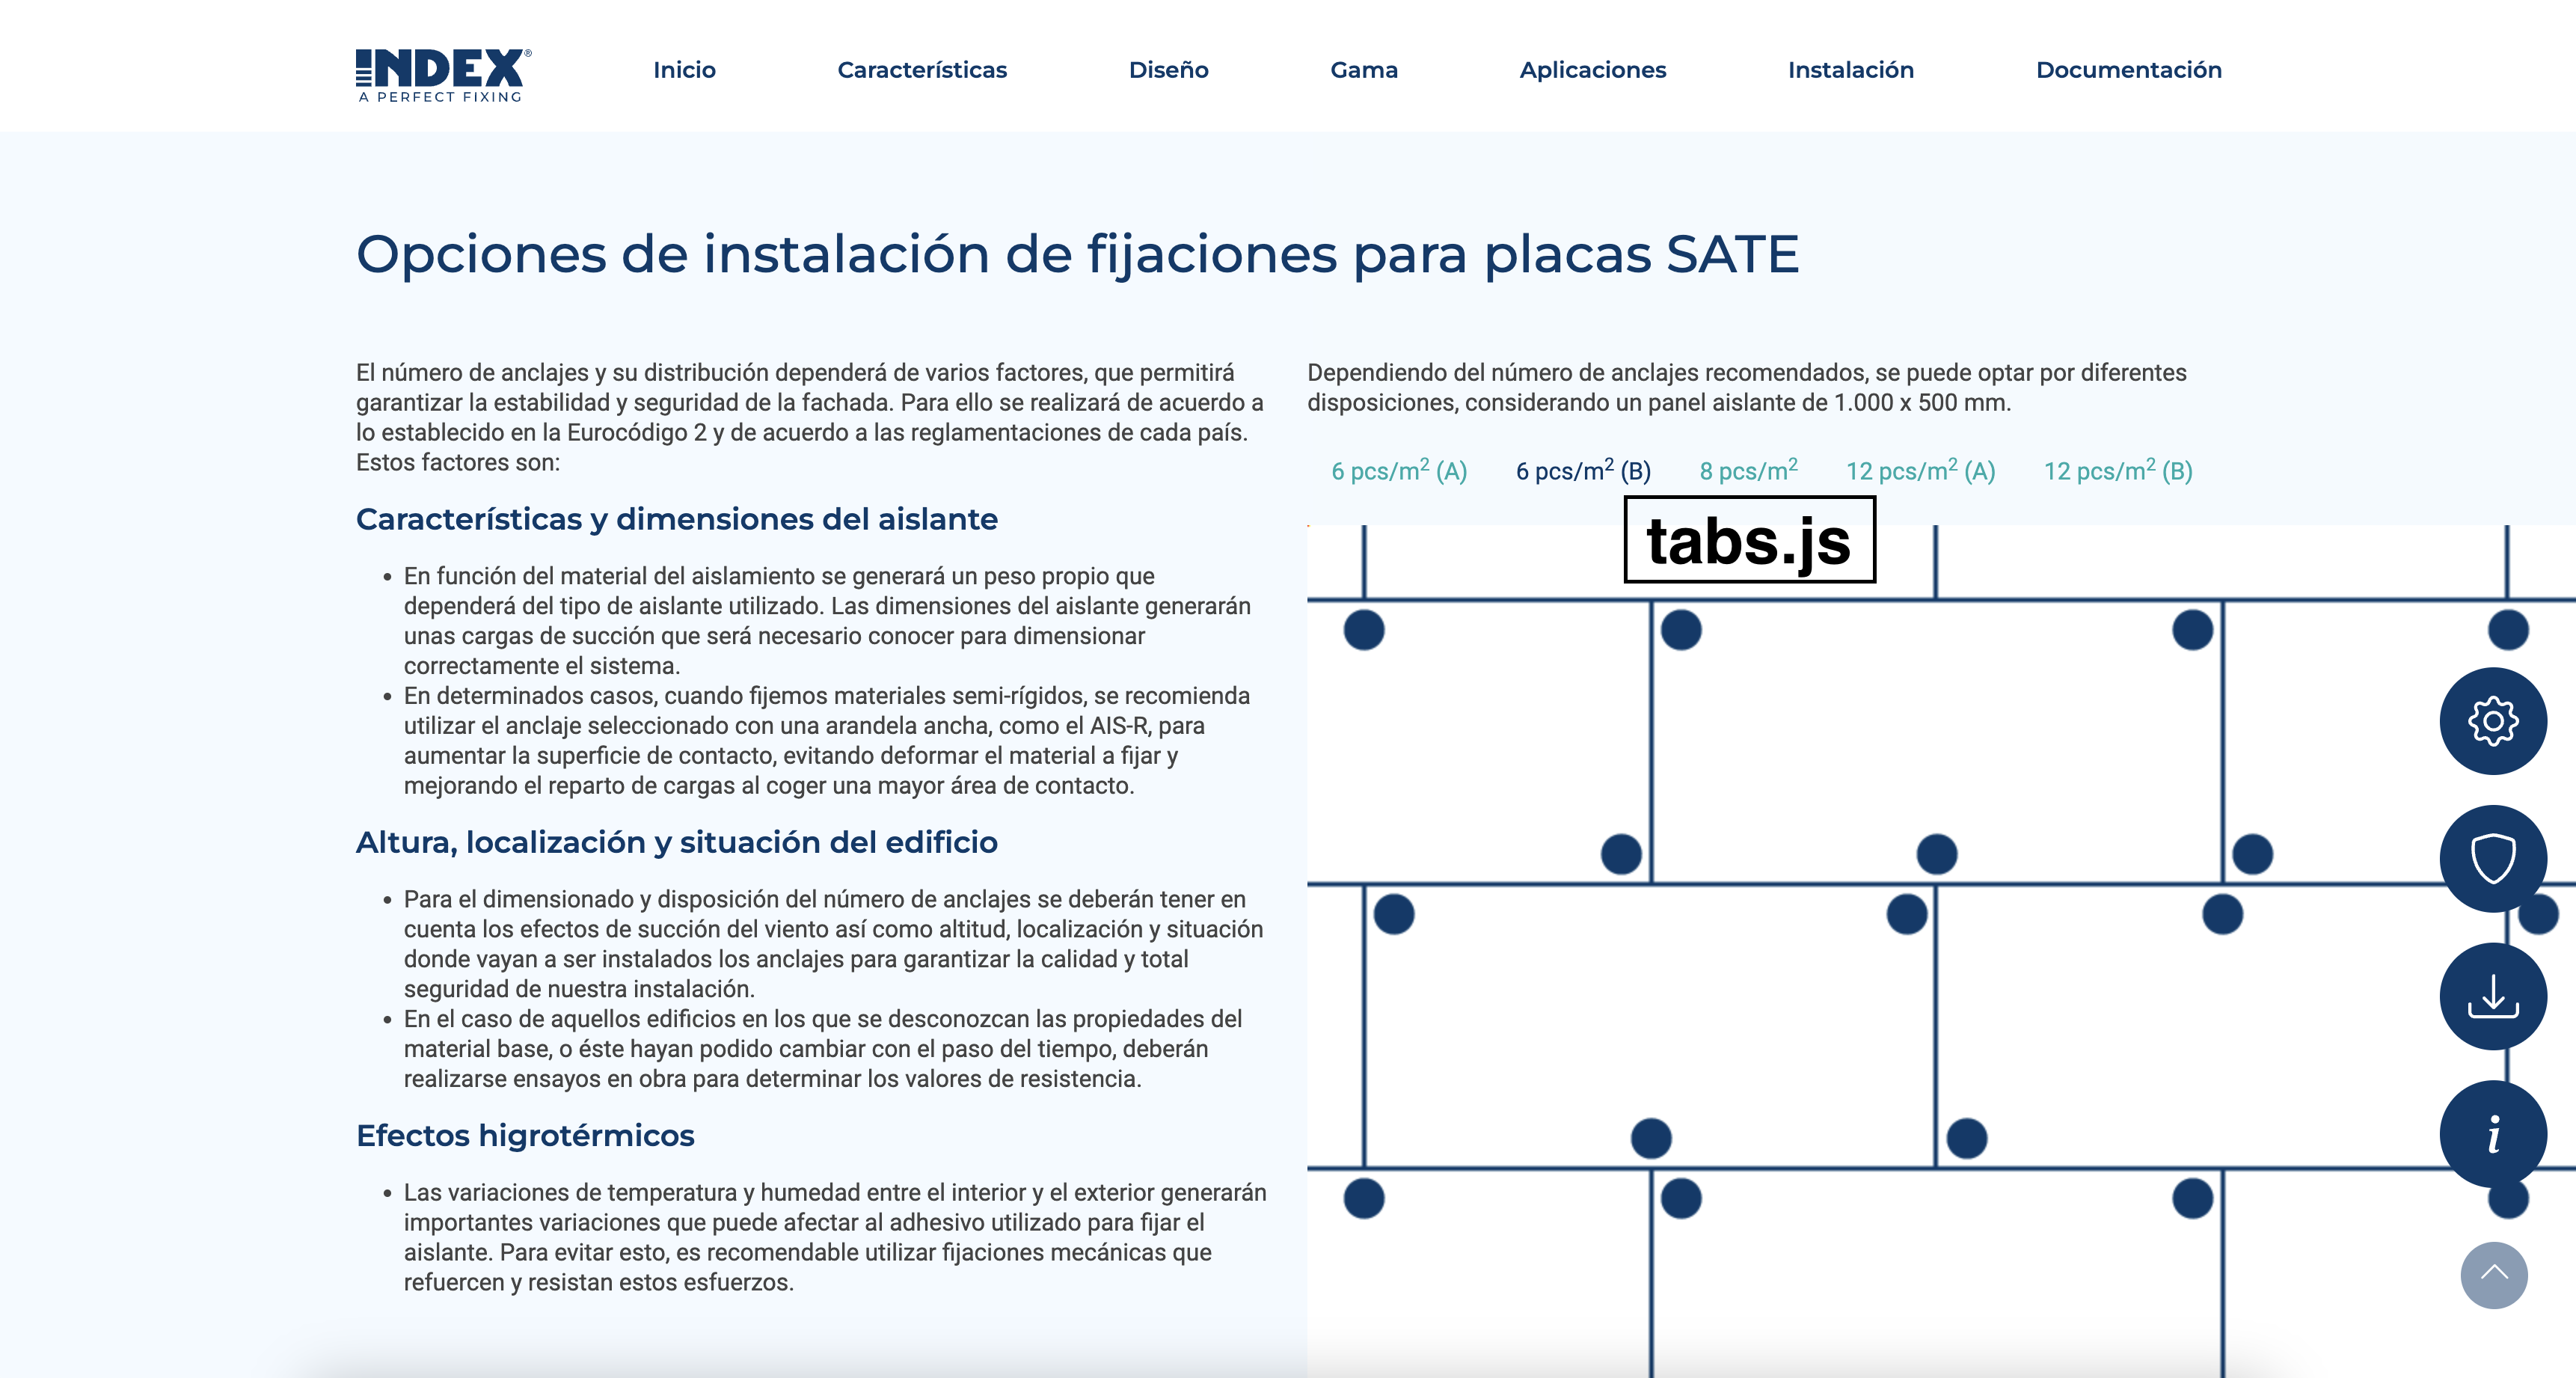 INDEX®
A PERFECT FIXING
Inicio
Características
Diseño
Gama
Aplicaciones
Instalación
Documentación
Opciones de instalación de fijaciones para placas SATE
El número de anclajes y su distribución dependerá de varios factores, que permitirá
garantizar la estabilidad y seguridad de la fachada. Para ello se realizará de acuerdo a
lo establecido en la Eurocódigo 2 y de acuerdo a las reglamentaciones de cada país.
Estos factores son:
Características y dimensiones del aislante
• En función del material del aislamiento se generará un peso propio que
dependerá del tipo de aislante utilizado. Las dimensiones del aislante generarán
unas cargas de succión que será necesario conocer para dimensionar
correctamente el sistema.
• En determinados casos, cuando fijemos materiales semi-rígidos, se recomienda
utilizar el anclaje seleccionado con una arandela ancha, como el AIS-R, para
aumentar la superficie de contacto, evitando deformar el material a fijar y
mejorando el reparto de cargas al coger una mayor área de contacto.
Altura, localización y situación del edificio
• Para el dimensionado y disposición del número de anclajes se deberán tener en
cuenta los efectos de succión del viento así como altitud, localización y situación
donde vayan a ser instalados los anclajes para garantizar la calidad y total
seguridad de nuestra instalación.
• En el caso de aquellos edificios en los que se desconozcan las propiedades del
material base, o éste hayan podido cambiar con el paso del tiempo, deberán
realizarse ensayos en obra para determinar los valores de resistencia.
Efectos higrotérmicos
• Las variaciones de temperatura y humedad entre el interior y el exterior generarán
importantes variaciones que puede afectar al adhesivo utilizado para fijar el
aislante. Para evitar esto, es recomendable utilizar fijaciones mecánicas que
refuercen y resistan estos esfuerzos.
Dependiendo del número de anclajes recomendados, se puede optar por diferentes
disposiciones, considerando un panel aislante de 1.000 x 500 mm.
6 pcs/m² (A)
6 pcs/m² (B)
8 pcs/m²
12 pcs/m² (A)
12 pcs/m² (B)
tabs.js
i